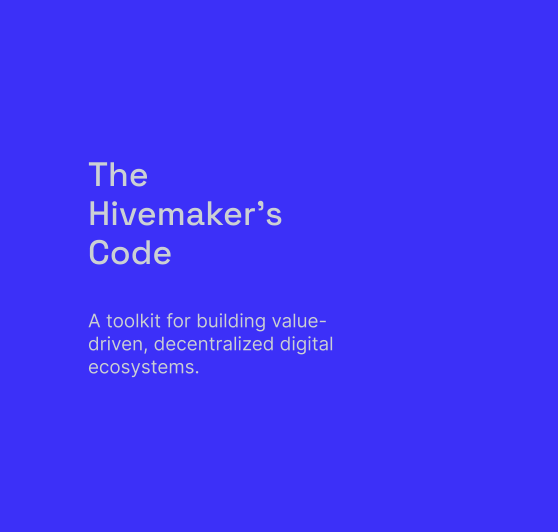 The
Hivemaker’s
Code
A toolkit for building value-
driven, decentralized digital
ecosystems.